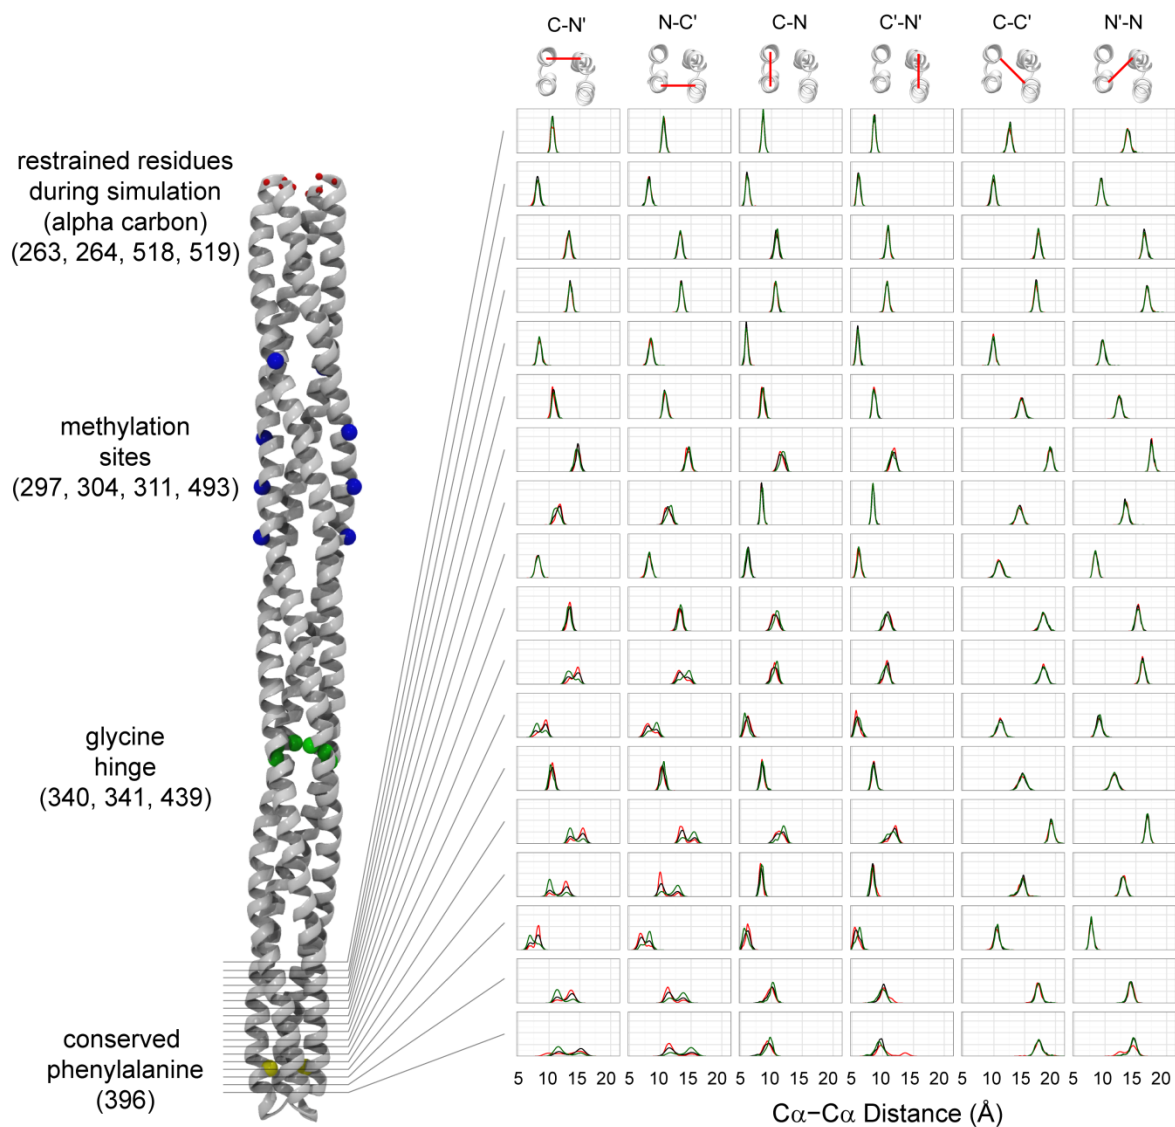 C-N'
N-C'
C-N
C'-N'
C-C'
N'-N
restrained residues
during simulation
(alpha carbon)
(263, 264, 518, 519)
methylation
sites
(297, 304, 311, 493)
glycine
hinge
(340, 341, 439)
conserved
phenylalanine
(396)
5 10 15 20 5 10 15 20 5 10 15 20 5 10 15 20 5 10 15 20 5 10 15 20
Cα−Cα Distance (Å)